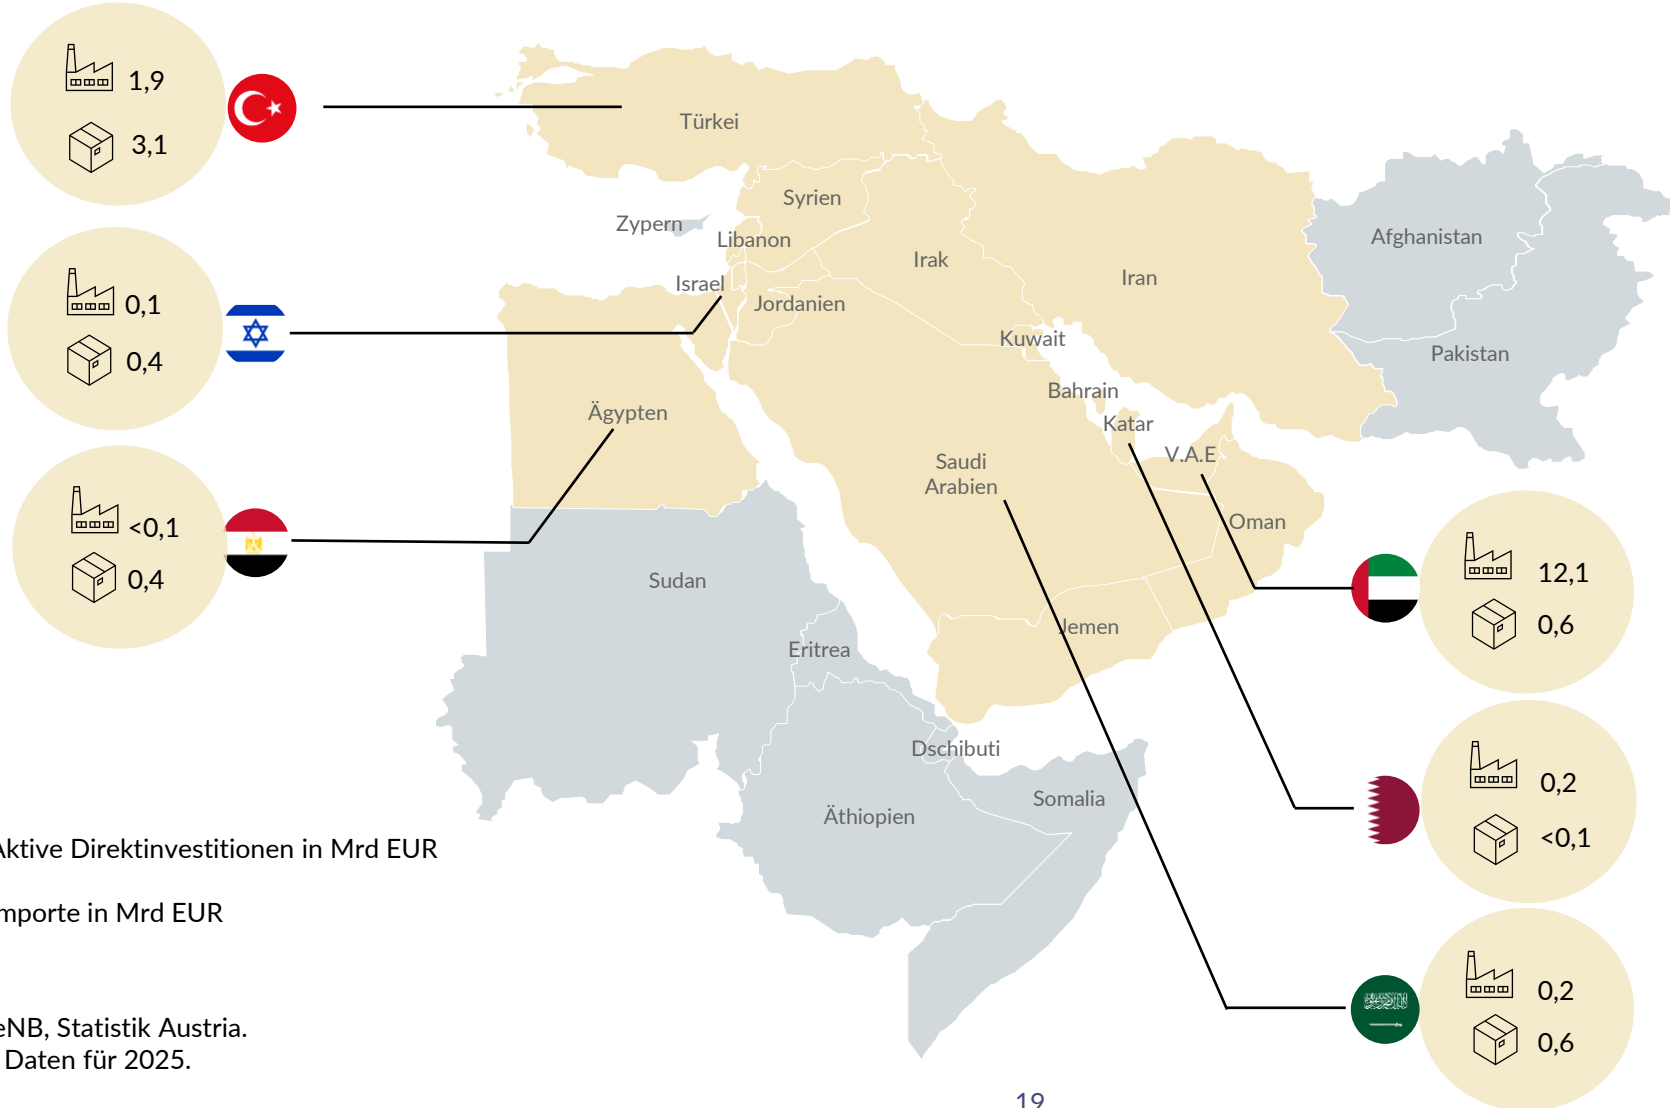 1,9
3,1
0,1
0,4
<0,1
0,4
Türkei
Syrien
Zypern
Libanon
Israel
Jordanien
Irak
Iran
Afghanistan
Pakistan
Kuwait
Bahrain
Katar
V.A.E
Ägypten
Saudi
Arabien
Oman
Sudan
Jemen
Eritrea
Dschibuti
Somalia
Äthiopien
12,1
0,6
0,2
<0,1
0,2
0,6
Aktive Direktinvestitionen in Mrd EUR
mporte in Mrd EUR
eNB, Statistik Austria.
Daten für 2025.
19